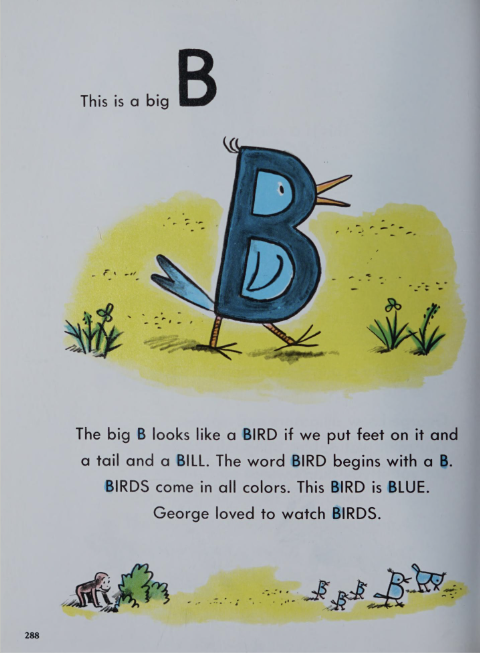 This is a big B
The big B looks like a BIRD if we put feet on it and
a tail and a BILL. The word BIRD begins with a B.
BIRDS come in all colors. This BIRD is BLUE.
George loved to watch BIRDS.
288